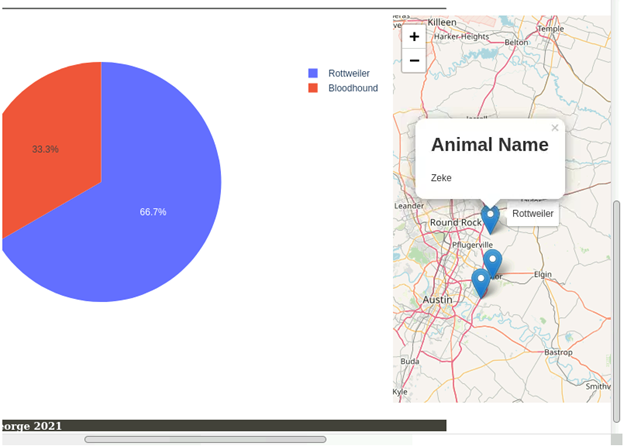 Rottweiler
Bloodhound
33.3%
66.7%
+
−
Killeen
Temple
Harker Heights
Belton
×
Animal Name
Zeke
Leander
Round Rock
Rottweiler
Pflugerville
Elgin
Austin
Bastrop
Buda
Kyle
Smithv
eorge 2021